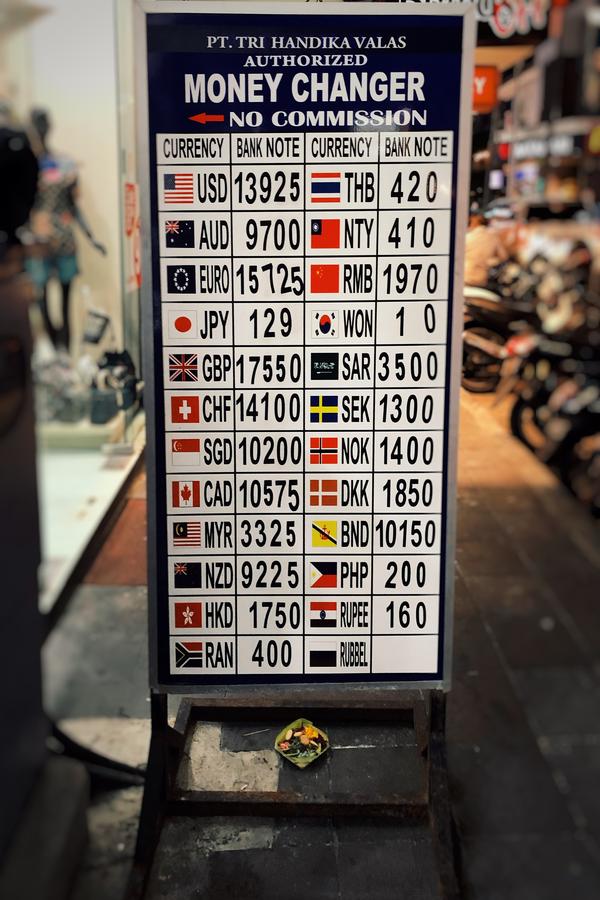 PT. TRI HANDIKA VALAS
AUTHORIZED
MONEY CHANGER
NO COMMISSION
CURRENCY BANK NOTE CURRENCY BANK NOTE
USD 13925 THB 420
AUD 9700 NTY 410
EURO 15725 RMB 1970
JPY 129 WON 1 0
GBP 17550 SAR 3500
CHF 14100 SEK 1300
SGD 10200 NOK 1400
CAD 10575 DKK 1850
MYR 3325 BND 10150
NZD 9225 PHP 200
HKD 1750 RUPEE 160
RAN 400 RUBBEL